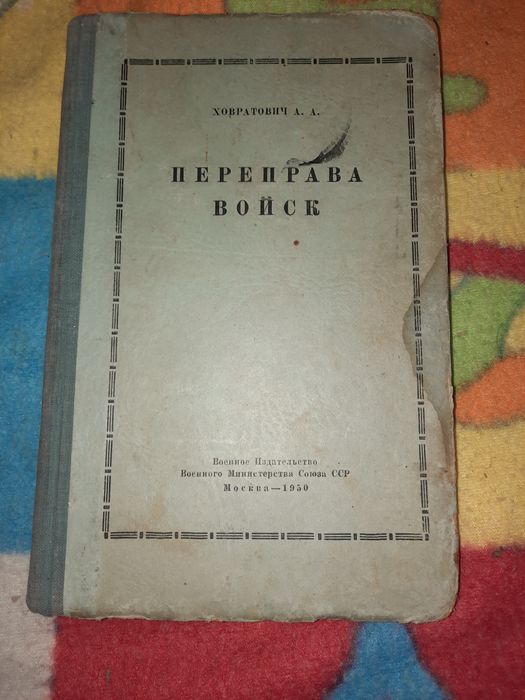 ХОВРАТОВИЧ А. А.
ПЕРЕПРАВА
ВОЙСК
Военное Издательство
Военного Министерства Союза ССР
Москва—1950